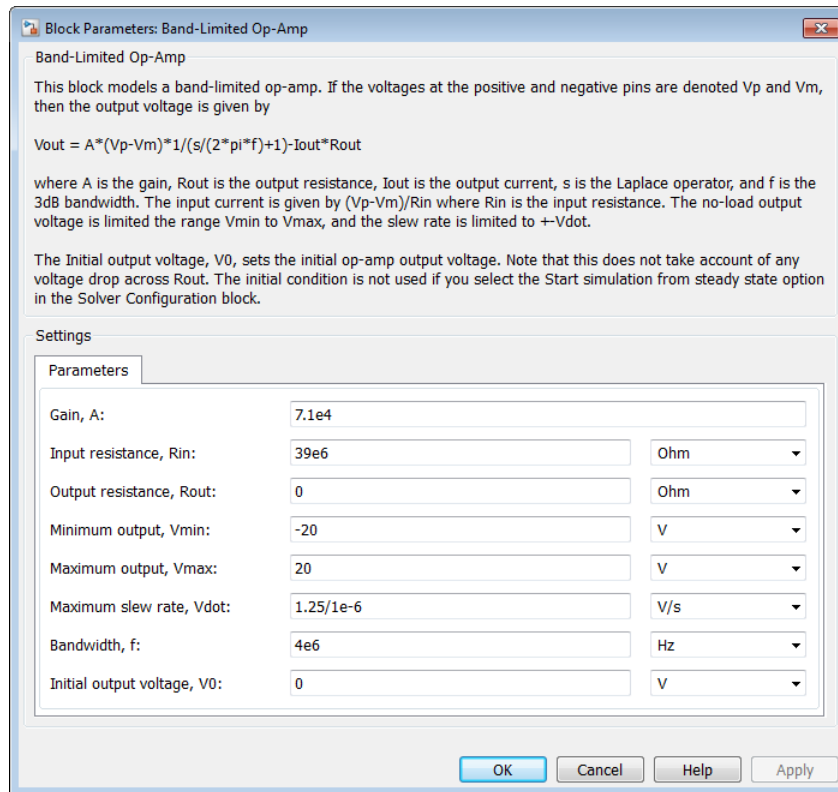 Block Parameters: Band-Limited Op-Amp
Band-Limited Op-Amp
This block models a band-limited op-amp. If the voltages at the positive and negative pins are denoted Vp and Vm,
then the output voltage is given by
Vout = A*(Vp-Vm)*1/(s/(2*pi*f)+1)-Iout*Rout
where A is the gain, Rout is the output resistance, Iout is the output current, s is the Laplace operator, and f is the
3dB bandwidth. The input current is given by (Vp-Vm)/Rin where Rin is the input resistance. The no-load output
voltage is limited the range Vmin to Vmax, and the slew rate is limited to +-Vdot.
The Initial output voltage, V0, sets the initial op-amp output voltage. Note that this does not take account of any
voltage drop across Rout. The initial condition is not used if you select the Start simulation from steady state option
in the Solver Configuration block.
Settings
Parameters
Gain, A: 7.1e4
Input resistance, Rin: 39e6 Ohm
Output resistance, Rout: 0 Ohm
Minimum output, Vmin: -20 V
Maximum output, Vmax: 20 V
Maximum slew rate, Vdot: 1.25/1e-6 V/s
Bandwidth, f: 4e6 Hz
Initial output voltage, V0: 0 V
OK Cancel Help Apply